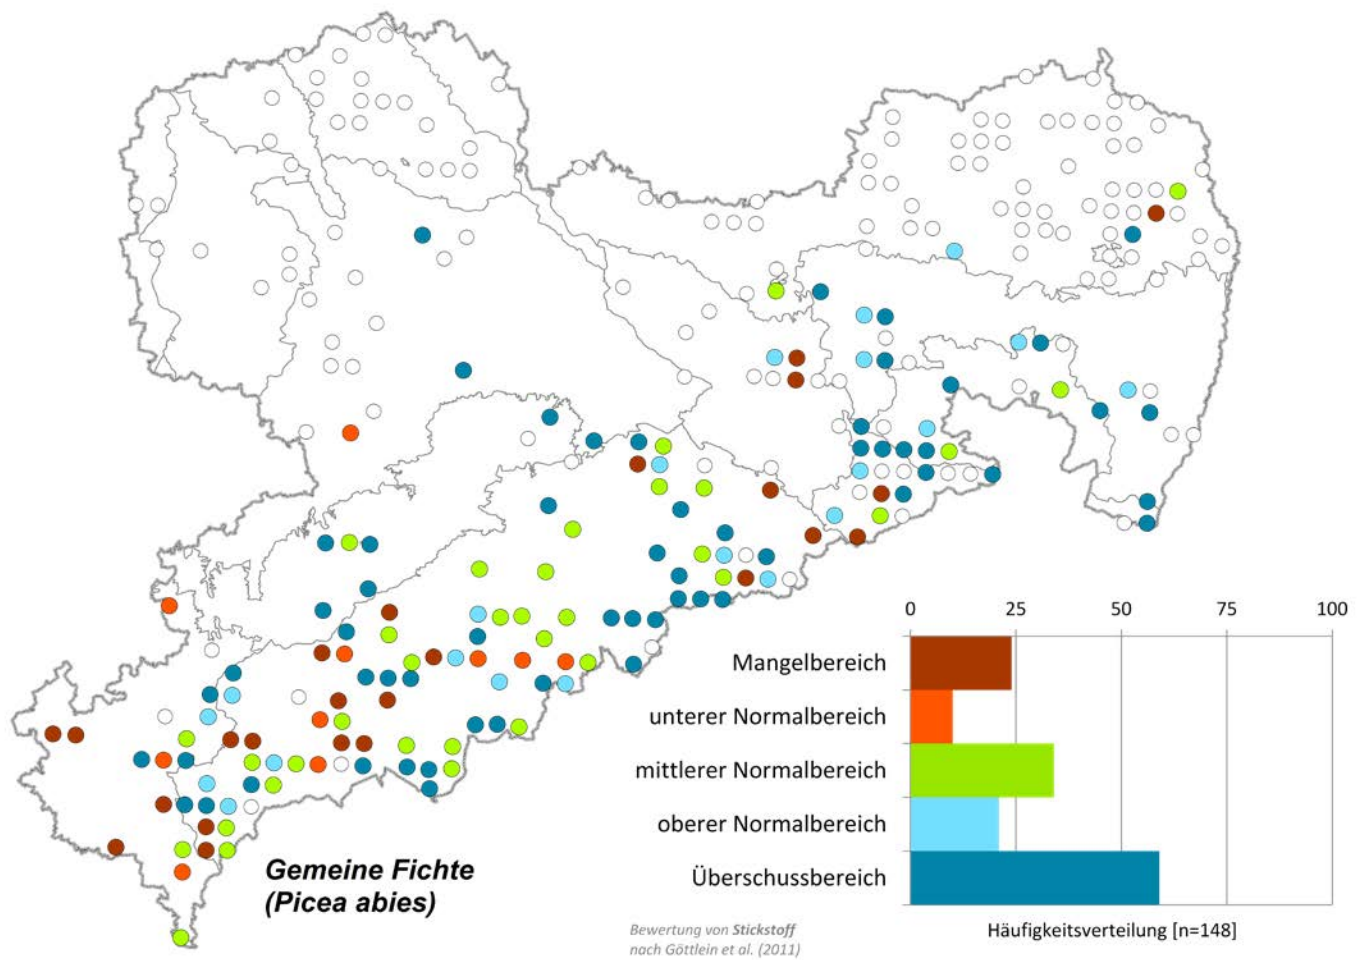 0 25 50 75 100
Mangelbereich
unterer Normalbereich
mittlerer Normalbereich
oberer Normalbereich
Überschussbereich
Gemeine Fichte
(Picea abies)
Bewertung von Stickstoff
nach Göttlein et al. (2011)
Häufigkeitsverteilung [n=148]